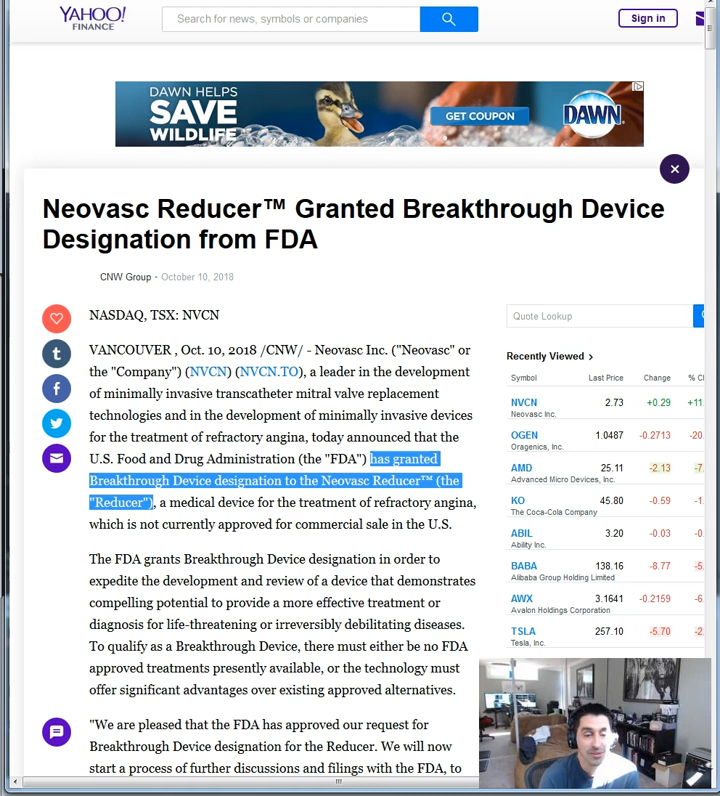 YAHOO!
FINANCE
Search for news, symbols or companies
Sign in
DAWN HELPS
SAVE
WILDLIFE
GET COUPON
DAWN
Neovasc Reducer™ Granted Breakthrough Device
Designation from FDA
CNW Group • October 10, 2018
NASDAQ, TSX: NVCN
VANCOUVER , Oct. 10, 2018 /CNW/ - Neovasc Inc. ("Neovasc" or
the "Company") (NVCN) (NVCN.TO), a leader in the development
of minimally invasive transcatheter mitral valve replacement
technologies and in the development of minimally invasive devices
for the treatment of refractory angina, today announced that the
U.S. Food and Drug Administration (the "FDA") has granted
Breakthrough Device designation to the Neovasc Reducer™ (the
"Reducer"), a medical device for the treatment of refractory angina,
which is not currently approved for commercial sale in the U.S.
The FDA grants Breakthrough Device designation in order to
expedite the development and review of a device that demonstrates
compelling potential to provide a more effective treatment or
diagnosis for life-threatening or irreversibly debilitating diseases.
To qualify as a Breakthrough Device, there must either be no FDA
approved treatments presently available, or the technology must
offer significant advantages over existing approved alternatives.
"We are pleased that the FDA has approved our request for
Breakthrough Device designation for the Reducer. We will now
start a process of further discussions and filings with the FDA, to
Quote Lookup
Recently Viewed >
Symbol Last Price Change % C
NVCN 2.73 +0.29 +11.
Neovasc Inc.
OGEN 1.0487 -0.2713 -20.
Oragenics, Inc.
AMD 25.11 -2.13 -7.
Advanced Micro Devices, Inc.
KO 45.80 -0.59 -1.
The Coca-Cola Company
ABIL 3.20 -0.03 -0.
Ability Inc.
BABA 138.16 -8.77 -5.
Alibaba Group Holding Limited
AWX 3.1641 -0.2159 -6.
Avalon Holdings Corporation
TSLA 257.10 -5.70 -2.
Tesla, Inc.